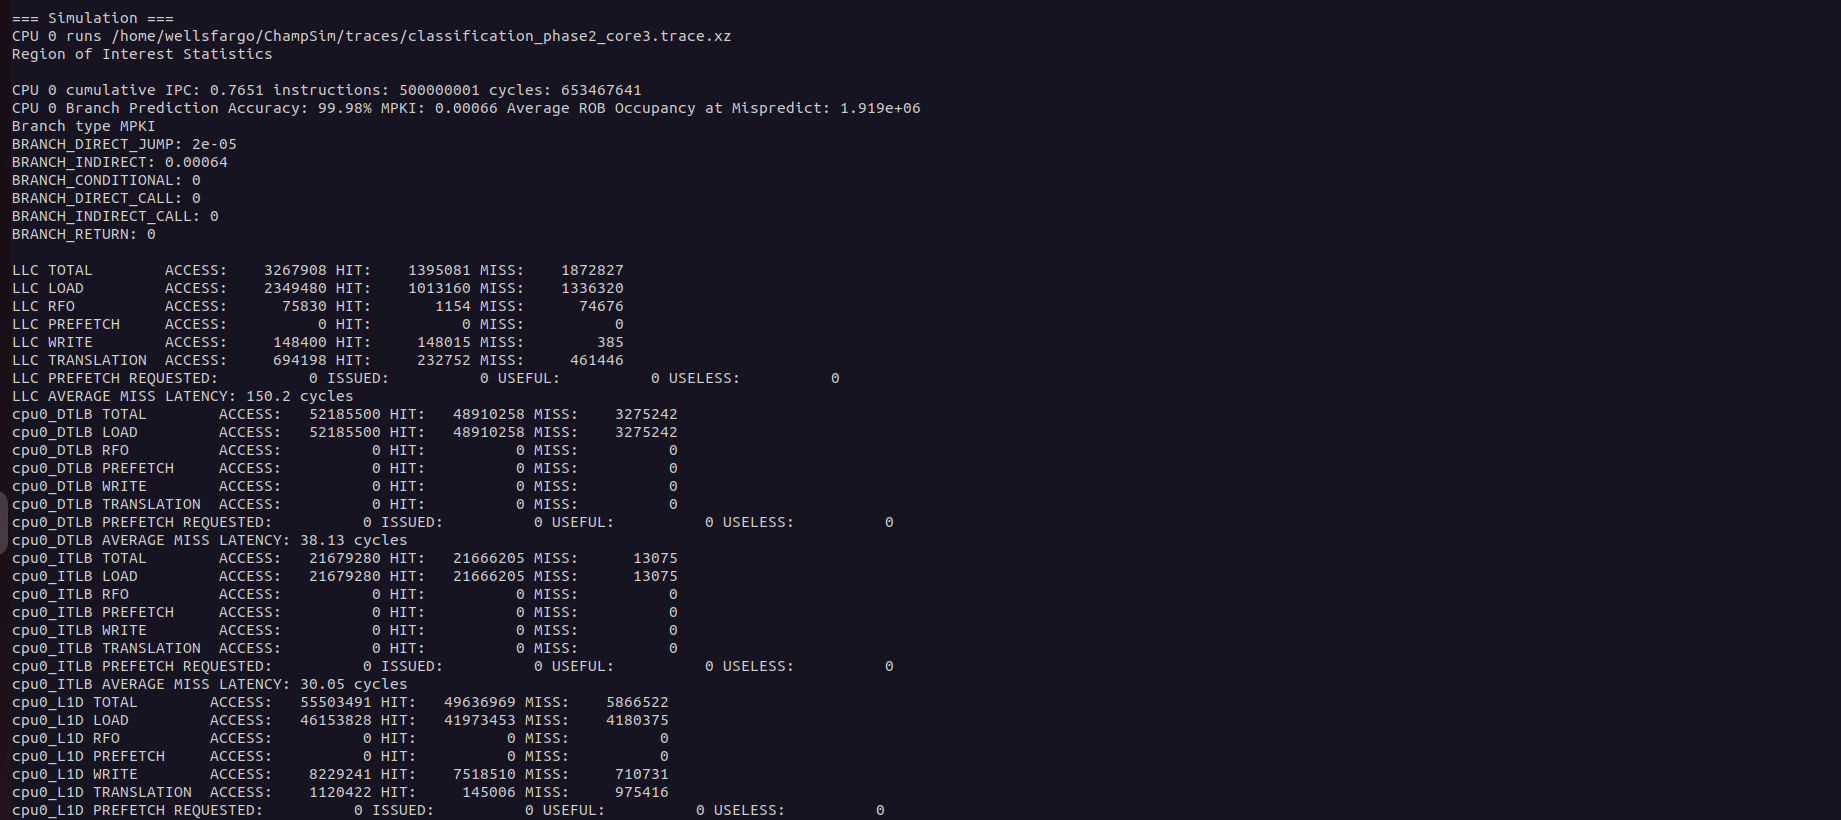 === Simulation ===
CPU 0 runs /home/wellsfargo/ChampSim/traces/classification_phase2_core3.trace.xz
Region of Interest Statistics
CPU 0 cumulative IPC: 0.7651 instructions: 500000001 cycles: 653467641
CPU 0 Branch Prediction Accuracy: 99.98% MPKI: 0.00066 Average ROB Occupancy at Mispredict: 1.919e+06
Branch type MPKI
BRANCH_DIRECT_JUMP: 2e-05
BRANCH_INDIRECT: 0.00064
BRANCH_CONDITIONAL: 0
BRANCH_DIRECT_CALL: 0
BRANCH_INDIRECT_CALL: 0
BRANCH_RETURN: 0
LLC TOTAL ACCESS: 3267908 HIT: 1395081 MISS: 1872827
LLC LOAD ACCESS: 2349480 HIT: 1013160 MISS: 1336320
LLC RFO ACCESS: 75830 HIT: 1154 MISS: 74676
LLC PREFETCH ACCESS: 0 HIT: 0 MISS: 0
LLC WRITE ACCESS: 148400 HIT: 148015 MISS: 385
LLC TRANSLATION ACCESS: 694198 HIT: 232752 MISS: 461446
LLC PREFETCH REQUESTED: 0 ISSUED: 0 USEFUL: 0 USELESS: 0
LLC AVERAGE MISS LATENCY: 150.2 cycles
cpu0_DTLB TOTAL ACCESS: 52185500 HIT: 48910258 MISS: 3275242
cpu0_DTLB LOAD ACCESS: 52185500 HIT: 48910258 MISS: 3275242
cpu0_DTLB RFO ACCESS: 0 HIT: 0 MISS: 0
cpu0_DTLB PREFETCH ACCESS: 0 HIT: 0 MISS: 0
cpu0_DTLB WRITE ACCESS: 0 HIT: 0 MISS: 0
cpu0_DTLB TRANSLATION ACCESS: 0 HIT: 0 MISS: 0
cpu0_DTLB PREFETCH REQUESTED: 0 ISSUED: 0 USEFUL: 0 USELESS: 0
cpu0_DTLB AVERAGE MISS LATENCY: 38.13 cycles
cpu0_ITLB TOTAL ACCESS: 21679280 HIT: 21666205 MISS: 13075
cpu0_ITLB LOAD ACCESS: 21679280 HIT: 21666205 MISS: 13075
cpu0_ITLB RFO ACCESS: 0 HIT: 0 MISS: 0
cpu0_ITLB PREFETCH ACCESS: 0 HIT: 0 MISS: 0
cpu0_ITLB WRITE ACCESS: 0 HIT: 0 MISS: 0
cpu0_ITLB TRANSLATION ACCESS: 0 HIT: 0 MISS: 0
cpu0_ITLB PREFETCH REQUESTED: 0 ISSUED: 0 USEFUL: 0 USELESS: 0
cpu0_ITLB AVERAGE MISS LATENCY: 30.05 cycles
cpu0_L1D TOTAL ACCESS: 55503491 HIT: 49636969 MISS: 5866522
cpu0_L1D LOAD ACCESS: 46153828 HIT: 41973453 MISS: 4180375
cpu0_L1D RFO ACCESS: 0 HIT: 0 MISS: 0
cpu0_L1D PREFETCH ACCESS: 0 HIT: 0 MISS: 0
cpu0_L1D WRITE ACCESS: 8229241 HIT: 7518510 MISS: 710731
cpu0_L1D TRANSLATION ACCESS: 1120422 HIT: 145006 MISS: 975416
cpu0_L1D PREFETCH REQUESTED: 0 ISSUED: 0 USEFUL: 0 USELESS: 0